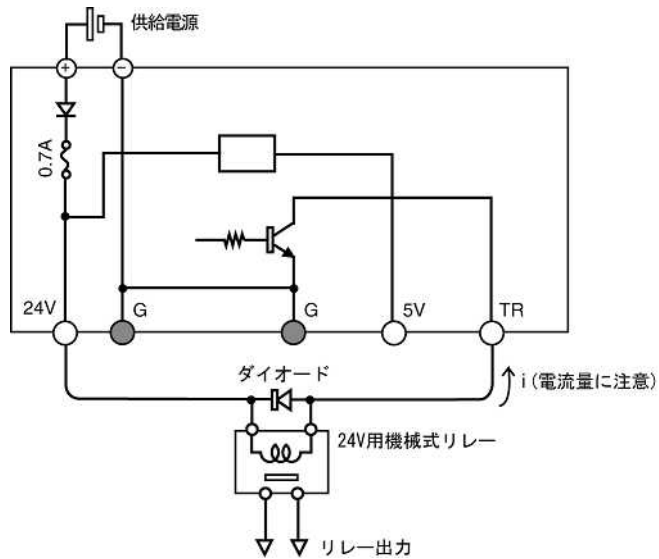 供給電源
+
−
0.7A
24V
G
G
5V
TR
ダイオード
i(電流量に注意)
24V用機械式リレー
リレー出力